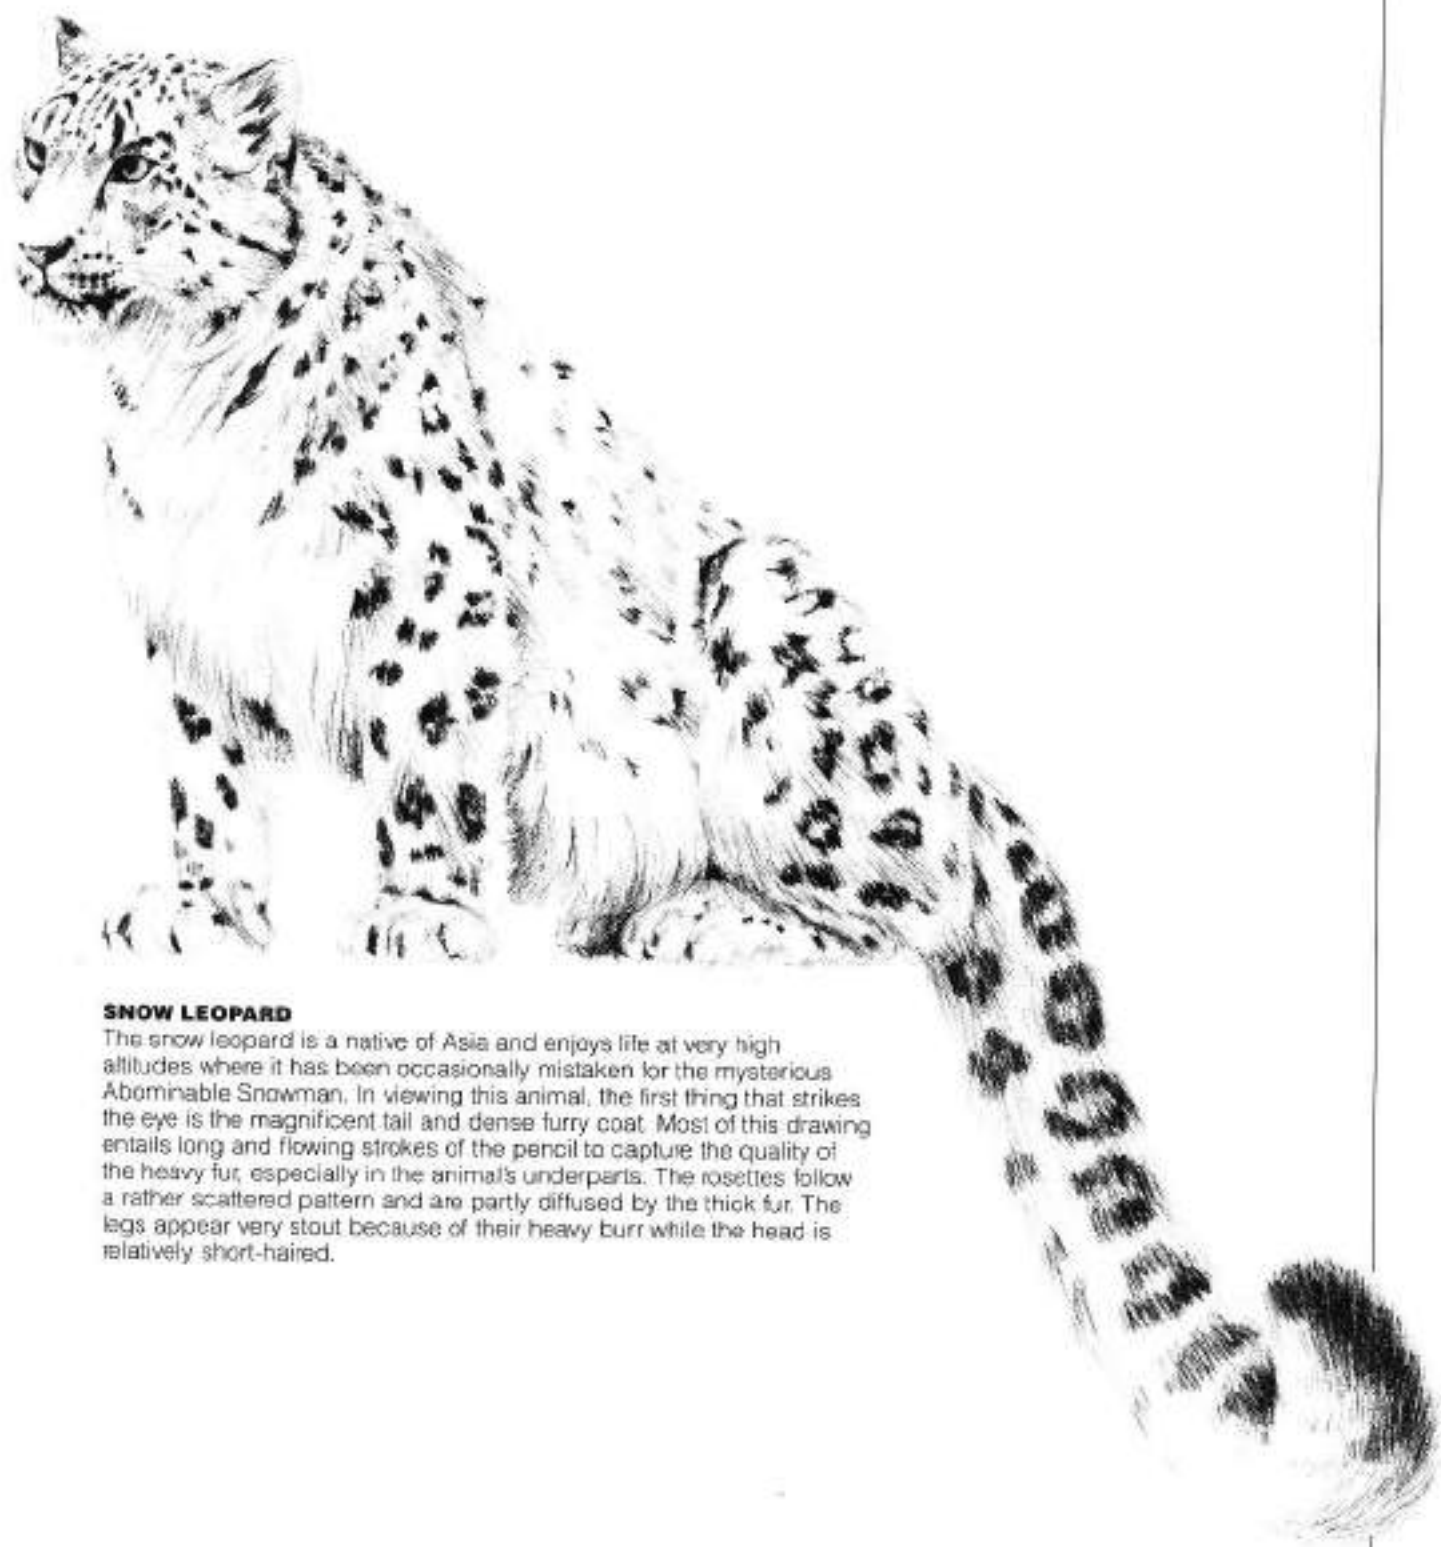 SNOW LEOPARD
The snow leopard is a native of Asia and enjoys life at very high
altitudes where it has been occasionally mistaken for the mysterious
Abominable Snowman. In viewing this animal, the first thing that strikes
the eye is the magnificent tail and dense furry coat. Most of this drawing
entails long and flowing strokes of the pencil to capture the quality of
the heavy fur, especially in the animal's underparts. The rosettes follow
a rather scattered pattern and are partly diffused by the thick fur. The
legs appear very stout because of their heavy burr while the head is
relatively short-haired.